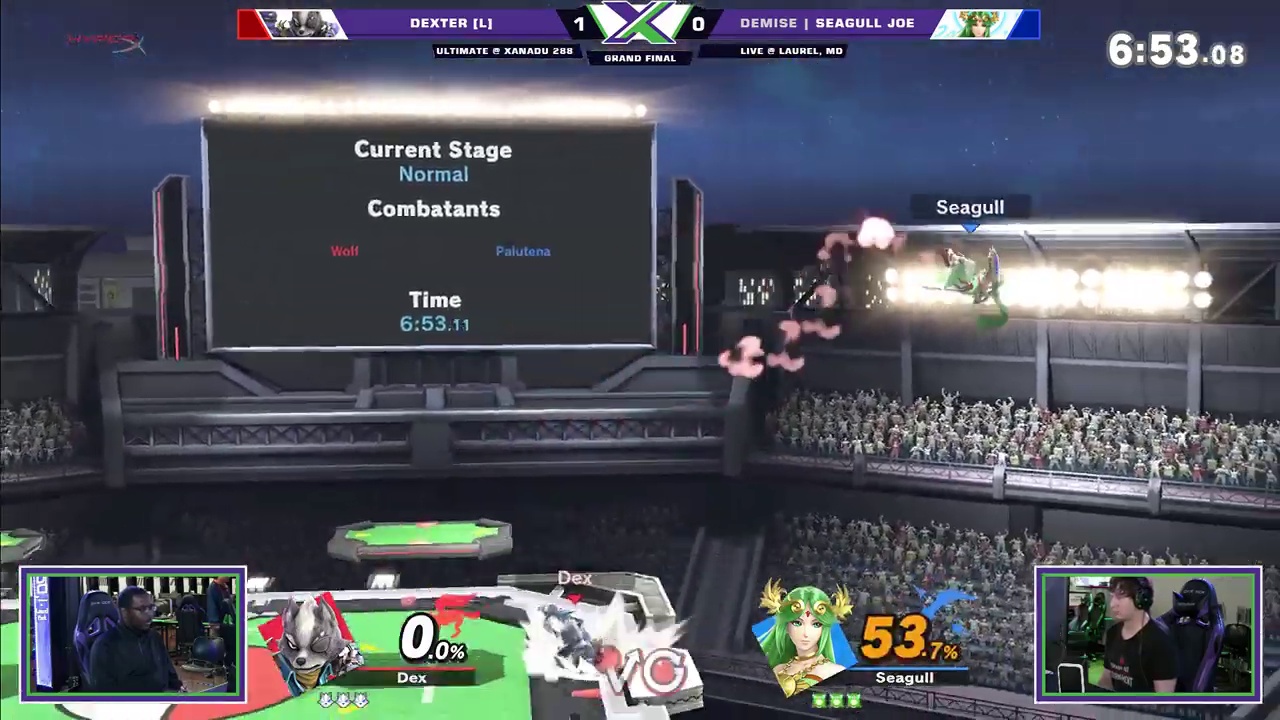 DEXTER [L]
1
0
DEMISE | SEAGULL JOE
ULTIMATE @ XANADU 288
GRAND FINAL
LIVE @ LAUREL, MD
6:53.08
Current Stage
Normal
Combatants
Wolf
Palutena
Time
6:53.11
Seagull
Dex
0.0%
Dex
53.7%
Seagull